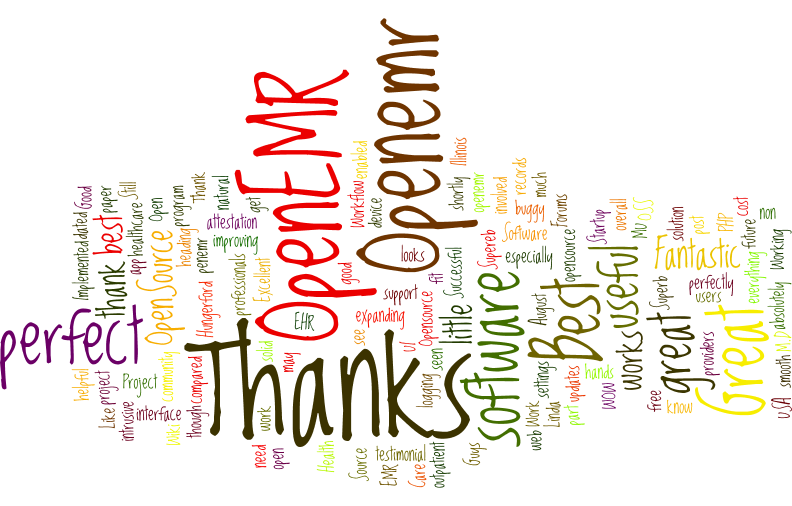 Thanks
OpenEMR
Openemr
perfect
software
Best
great
Great
useful
works
Fantastic
OpenSource
thank
best
little
Implemented
dated
Good
paper
Still
healthcare
app
Open
program
heading
Thank
penemr
natural
get
attestation
improving
professionals
Excellent
Hungerford
Workflow
enabled
device
good
looks
EHR
support
expanding
see
may
solid
work
fit
Successful
Opensource
w/
seen
logging
shortly
Illinois
openemr
involved
records
buggy
much
Supereb
Software
especially
Forums
opensource
August
Startup
overall
Mu
OSS
solution
post
PHP
cost
future
non
Working
everything
absolutely
perfectly
users
Superb
providers
M.D
smooth
USA
know
free
hands
wow
updates
part
settings
Linda
Work
web
Guys
outpatient
Care
testimonial
EMR
Source
Health
open
need
compared
though
community
Wiki
interface
Project
intrusive
project
Like
helpful